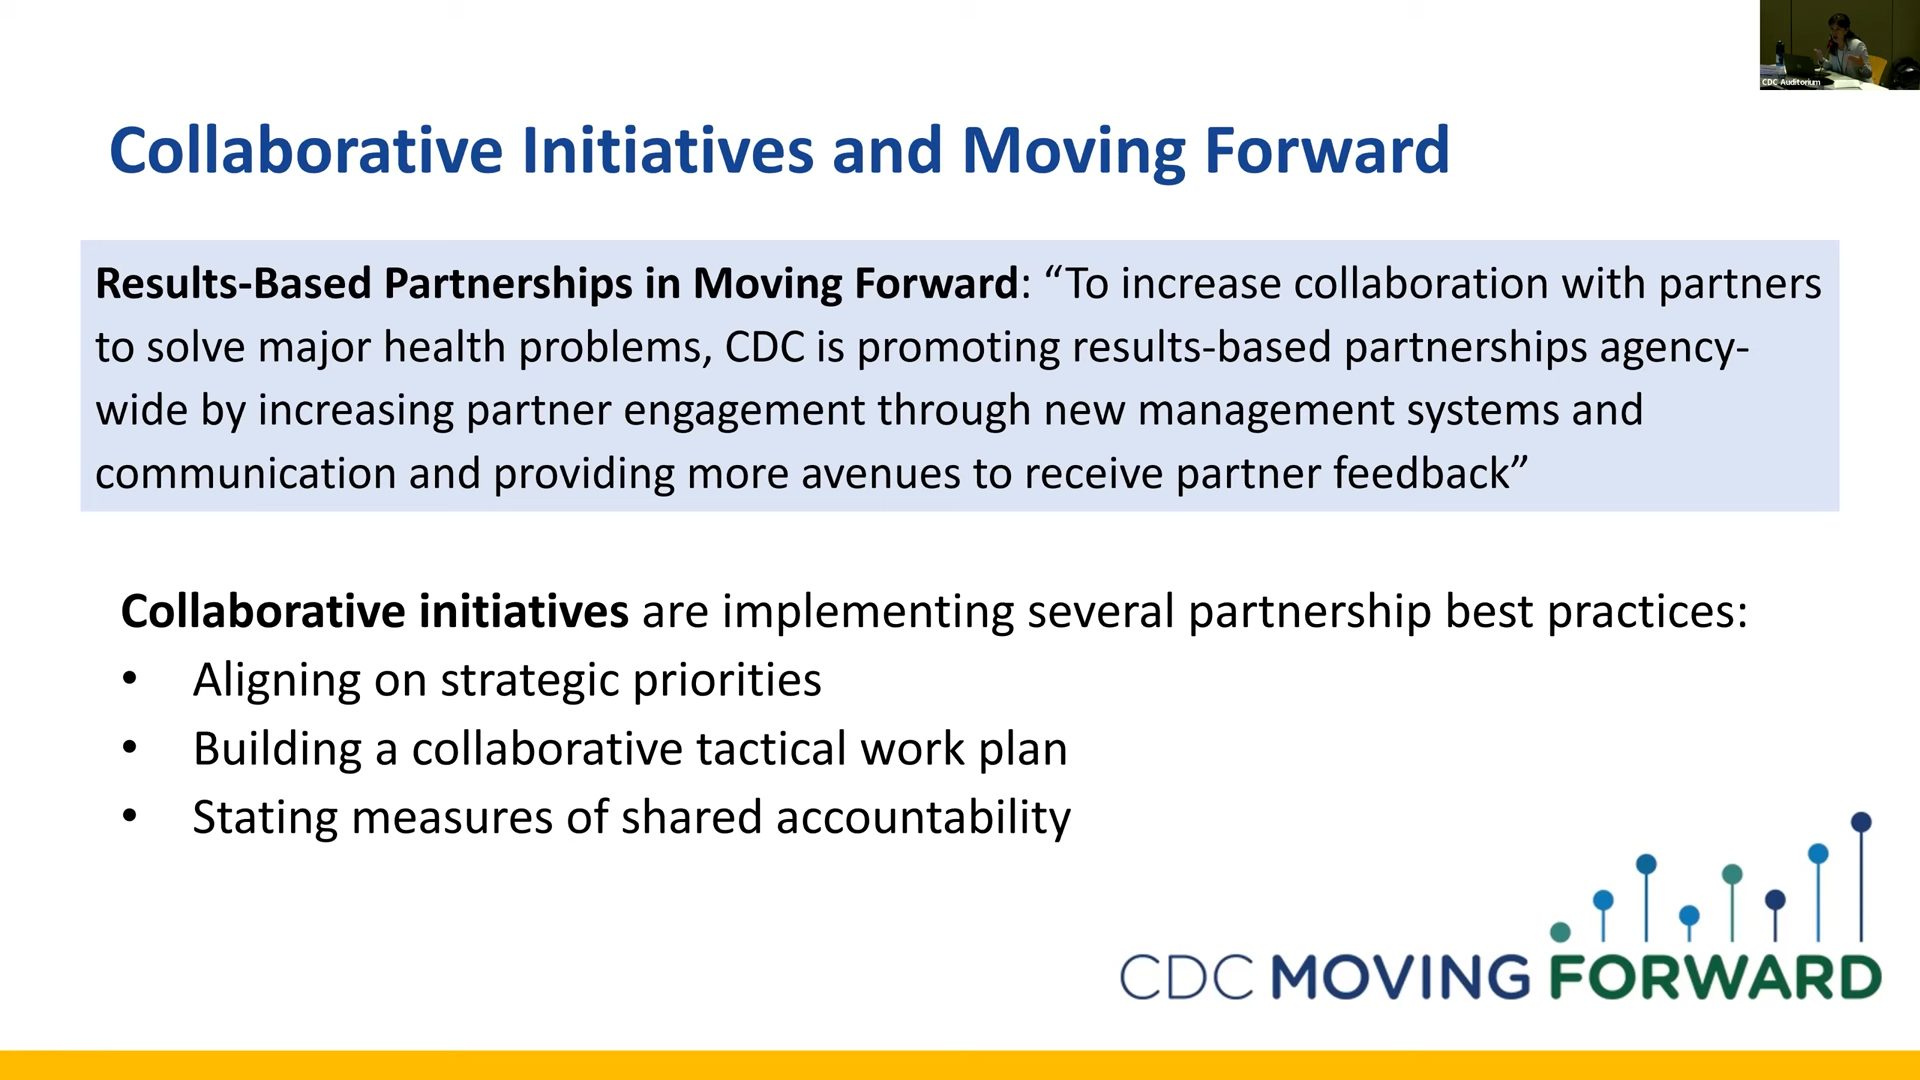 CDC Auditorium
Collaborative Initiatives and Moving Forward
Results-Based Partnerships in Moving Forward: “To increase collaboration with partners
to solve major health problems, CDC is promoting results-based partnerships agency-
wide by increasing partner engagement through new management systems and
communication and providing more avenues to receive partner feedback”
Collaborative initiatives are implementing several partnership best practices:
• Aligning on strategic priorities
• Building a collaborative tactical work plan
• Stating measures of shared accountability
CDC MOVING FORWARD